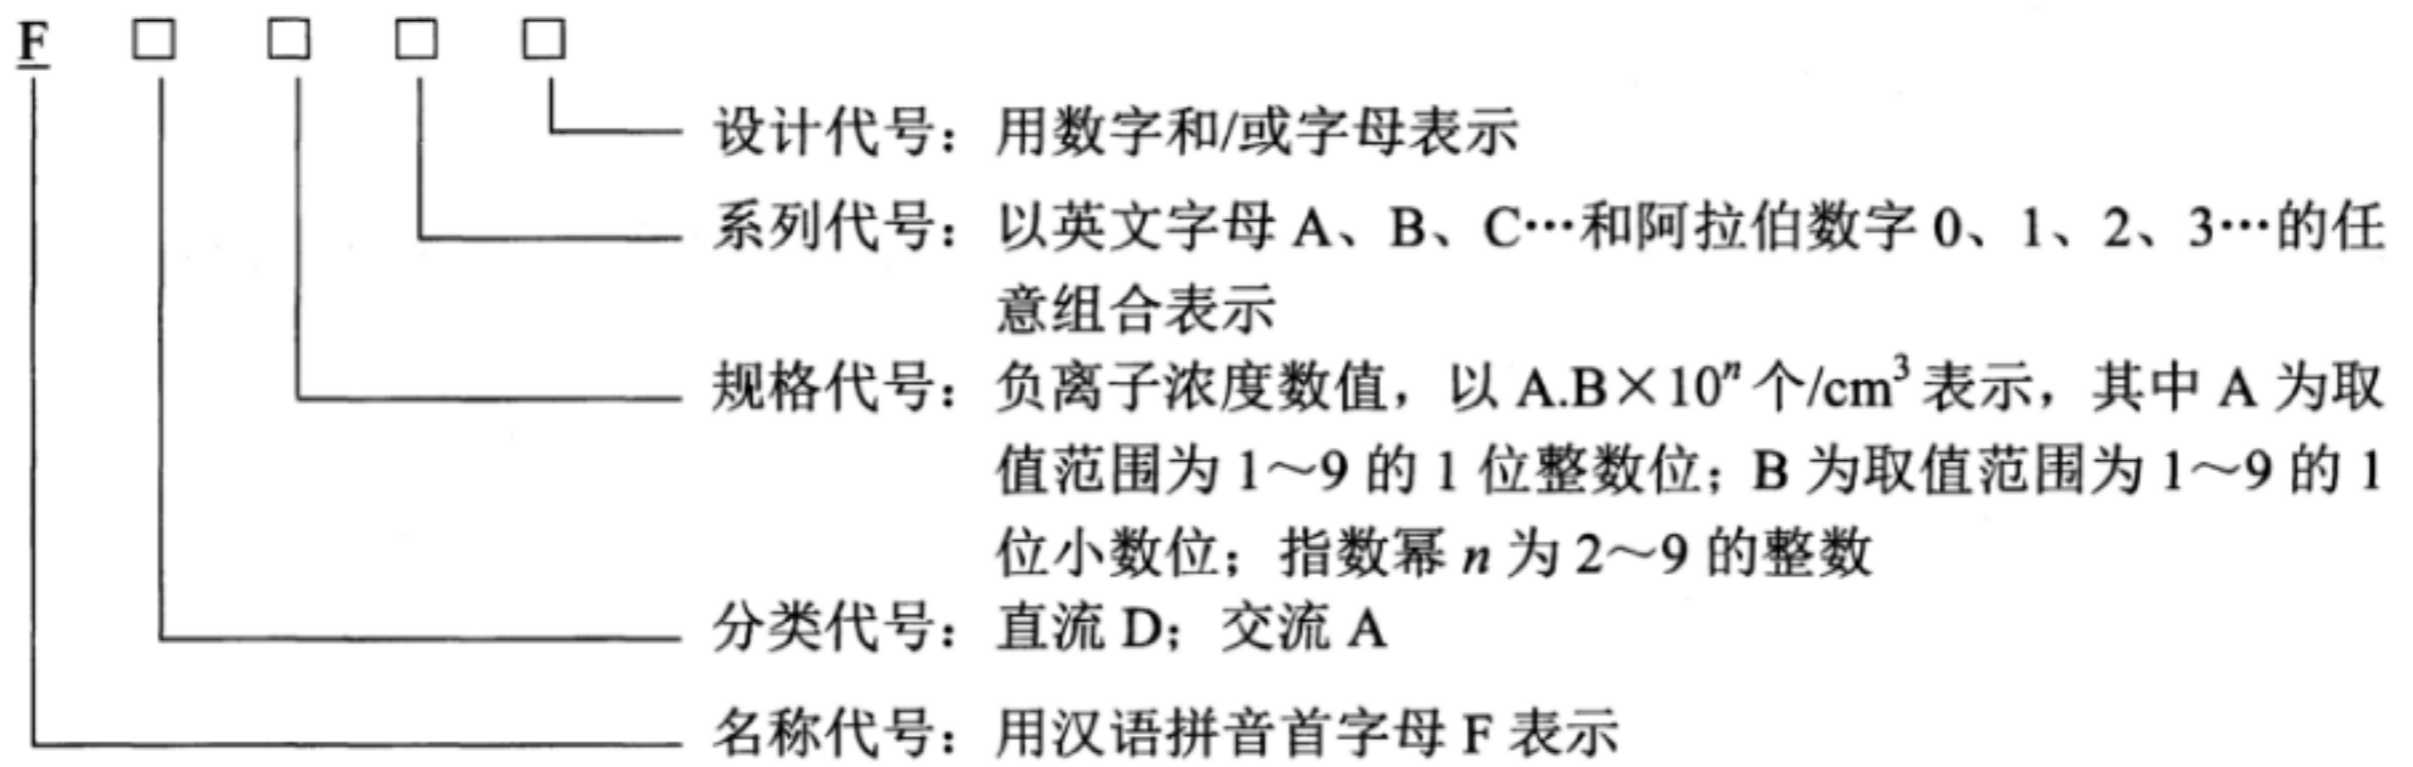 F □ □ □ □
设计代号：用数字和/或字母表示
系列代号：以英文字母 A、B、C…和阿拉伯数字 0、1、2、3…的任
意组合表示
规格代号：负离子浓度数值，以 A.B×10ⁿ个/cm³表示，其中 A 为取
值范围为 1～9 的 1 位整数位；B 为取值范围为 1～9 的 1
位小数位；指数幂 n 为 2～9 的整数
分类代号：直流 D；交流 A
名称代号：用汉语拼音首字母 F 表示